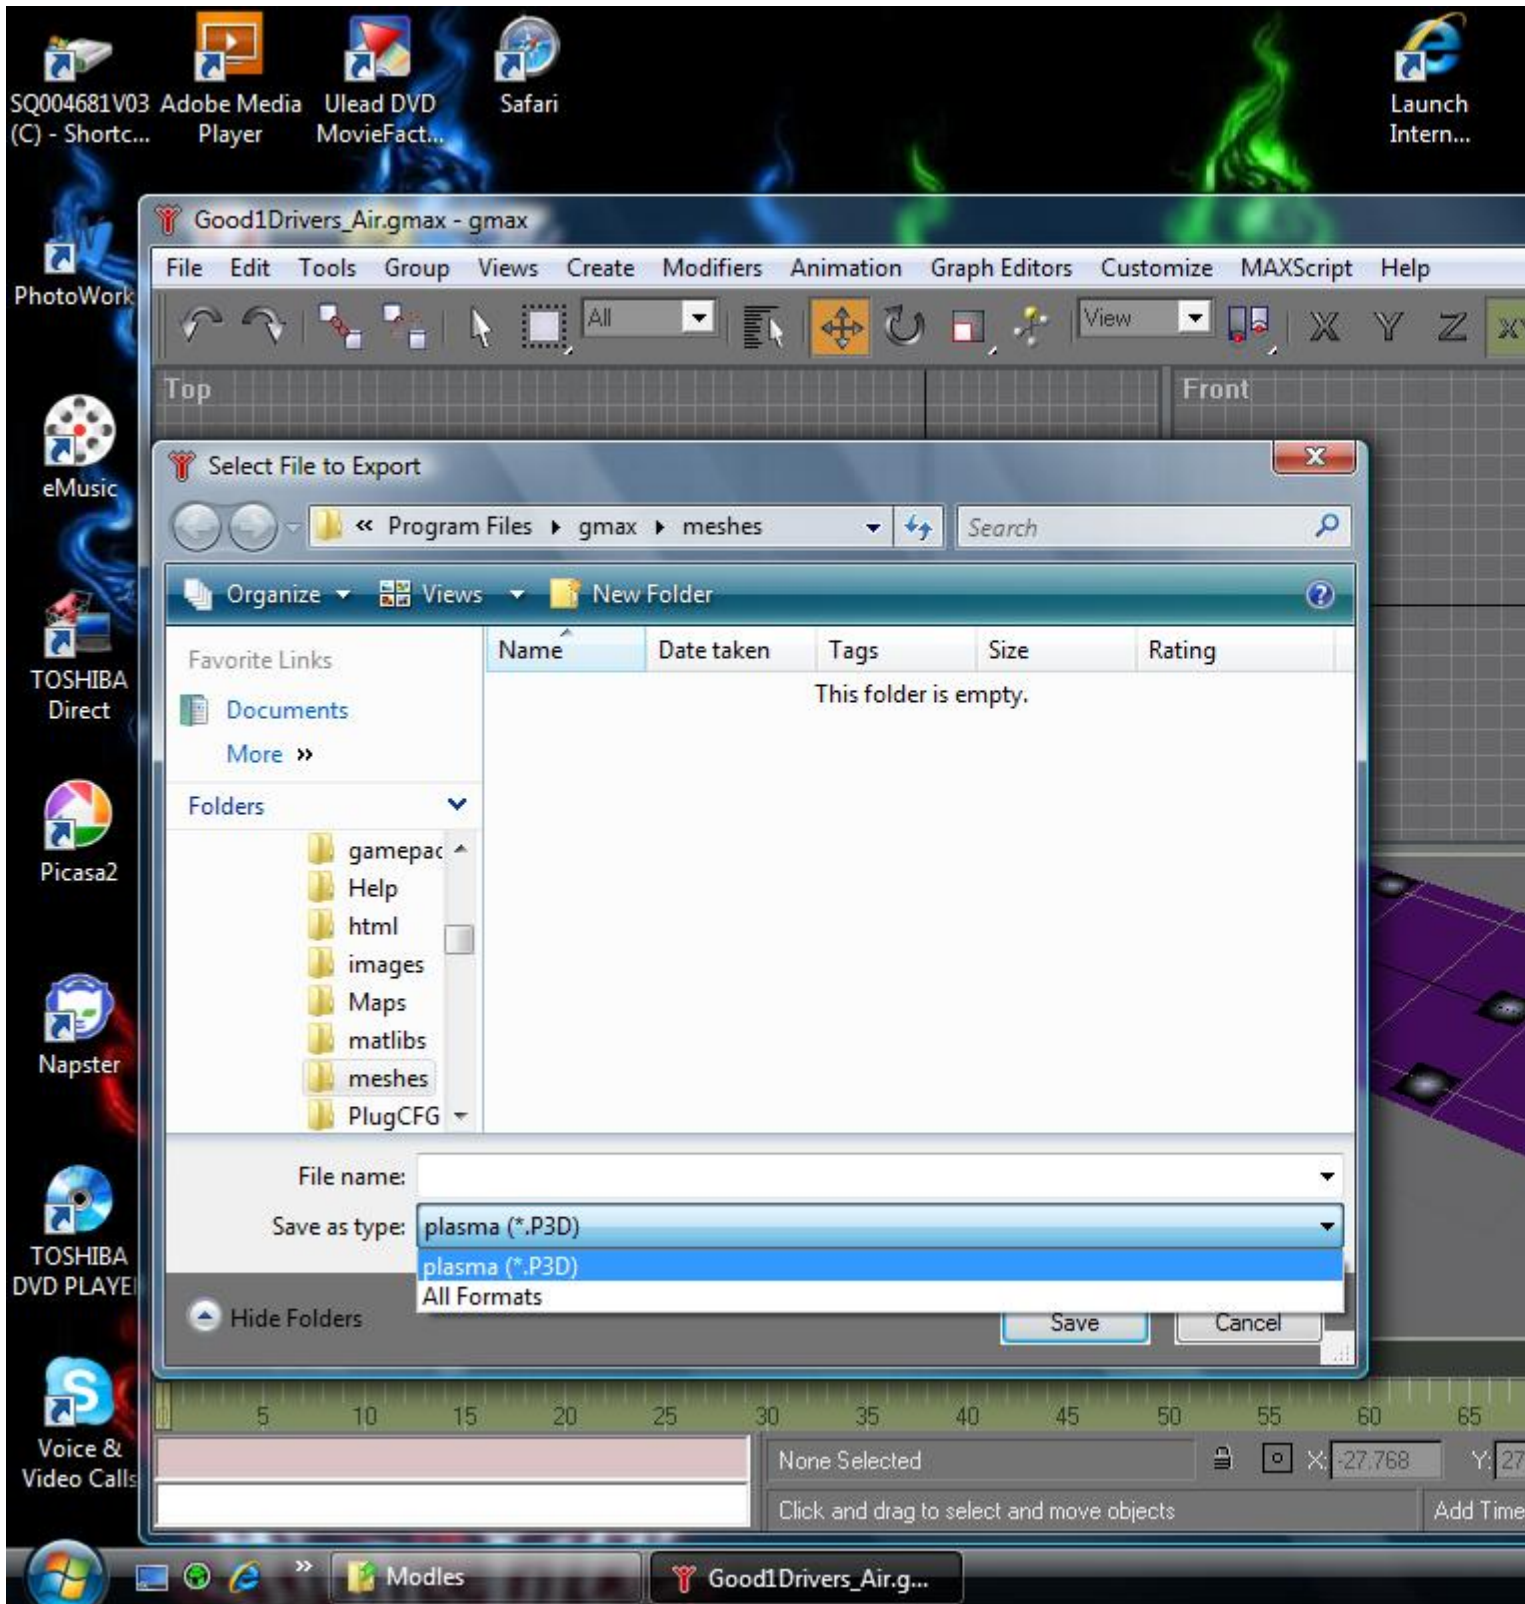 SQ004681V03
(C) - Shortc...
Adobe Media
Player
Ulead DVD
MovieFact...
Safari
Launch
Intern...
PhotoWork
eMusic
TOSHIBA
Direct
Picasa2
Napster
TOSHIBA
DVD PLAYE
Voice &
Video Calls
Good1Drivers_Air.gmax - gmax
File Edit Tools Group Views Create Modifiers Animation Graph Editors Customize MAXScript Help
All
View
X Y Z XY
Top
Front
Select File to Export
« Program Files gmax meshes
Search
Organize Views New Folder
Favorite Links
Documents
More »
Folders
gamepac
Help
html
images
Maps
matlibs
meshes
PlugCFG
Name Date taken Tags Size Rating
This folder is empty.
File name:
Save as type: plasma (*.P3D)
plasma (*.P3D)
All Formats
Hide Folders
Save Cancel
0 5 10 15 20 25 30 35 40 45 50 55 60 65
None Selected
X: -27.768 Y: 27
Click and drag to select and move objects
Add Time
» Modles
Good1Drivers_Air.g...